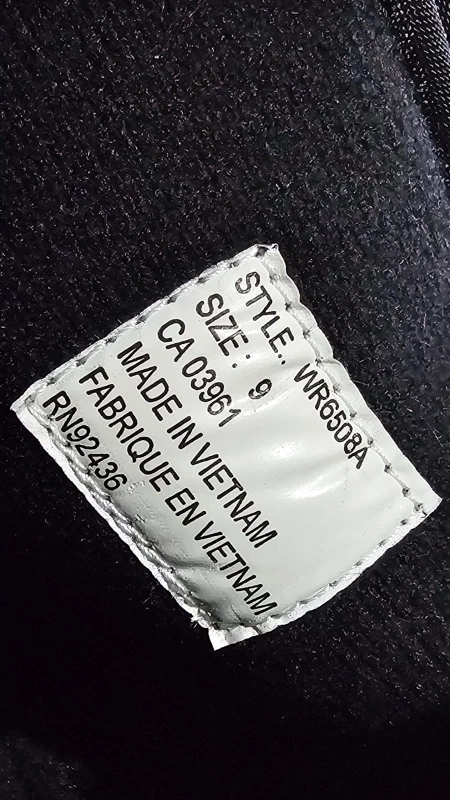 STYLE.: WR6508A
SIZE: 9
CA 03961
MADE IN VIETNAM
FABRIQUE EN VIETNAM
RN92436